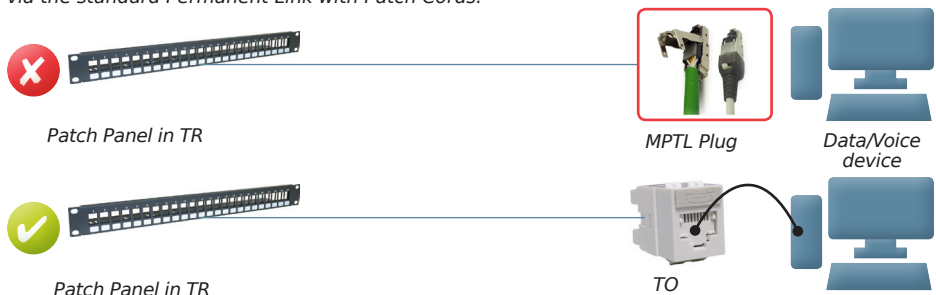 via the Standard Permanent Link with Patch Cords.
Patch Panel in TR
MPTL Plug
Data/Voice
device
Patch Panel in TR
TO